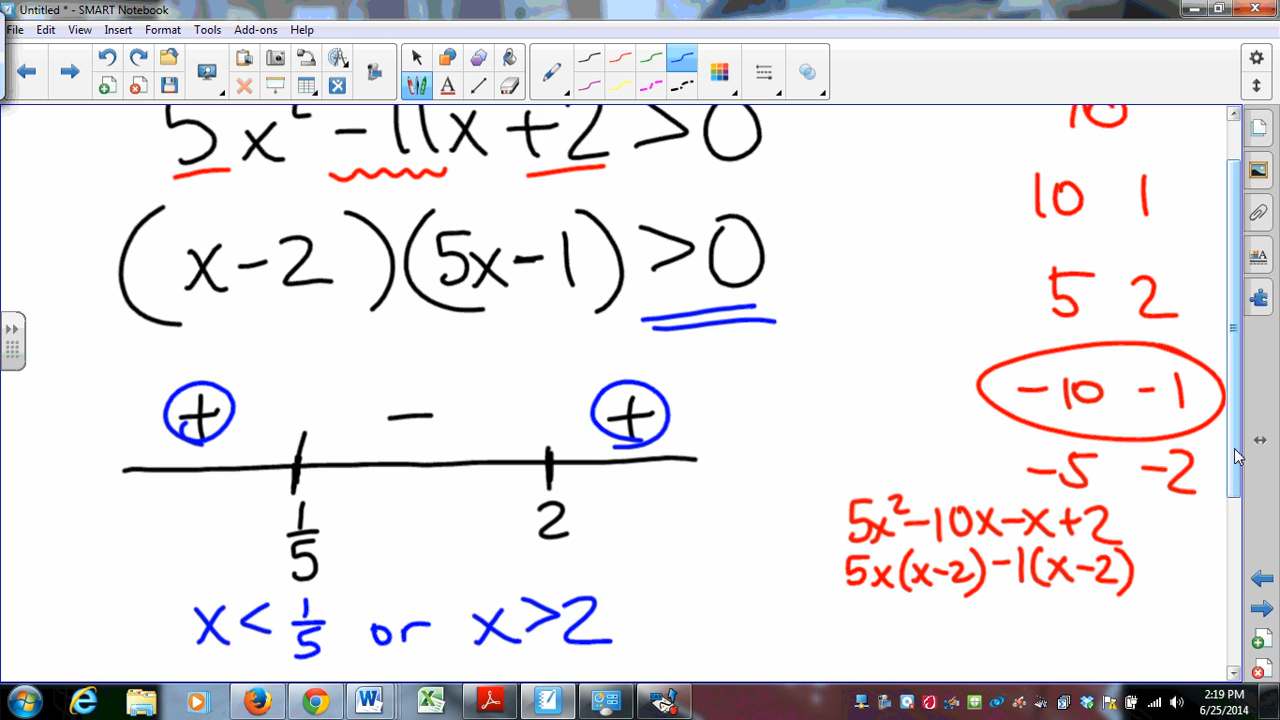 Untitled * - SMART Notebook
File Edit View Insert Format Tools Add-ons Help
5x² - 11x + 2 > 0
(x - 2)(5x - 1) > 0
+ - +
1/5 2
x < 1/5 or x > 2
10
10 1
5 2
-10 -1
-5 -2
5x² - 10x - x + 2
5x(x-2) - 1(x-2)
2:19 PM
6/25/2014